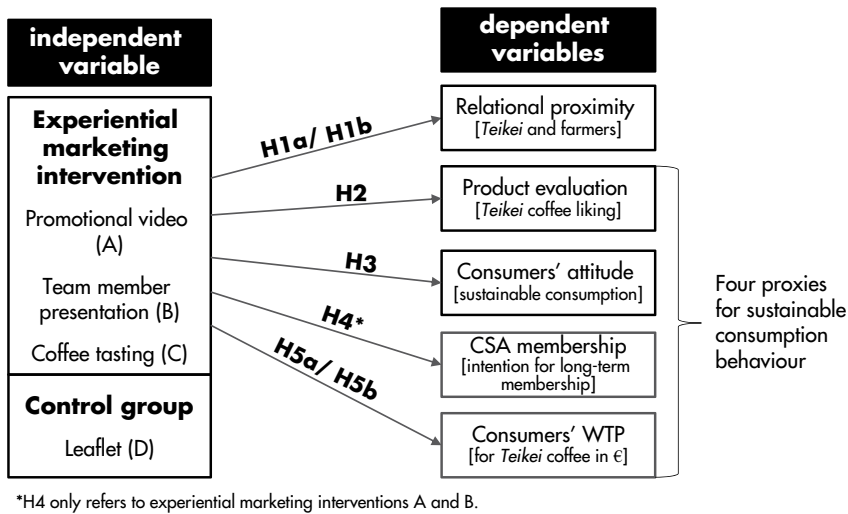 independent
variable
dependent
variables
Experiential
marketing
intervention
Promotional video
(A)
Team member
presentation (B)
Coffee tasting (C)
Control group
Leaflet (D)
H1a/ H1b
H2
H3
H4*
H5a/ H5b
Relational proximity
[Teikei and farmers]
Product evaluation
[Teikei coffee liking]
Consumers’ attitude
[sustainable consumption]
CSA membership
[intention for long-term
membership]
Consumers’ WTP
[for Teikei coffee in €]
Four proxies
for sustainable
consumption
behaviour
*H4 only refers to experiential marketing interventions A and B.